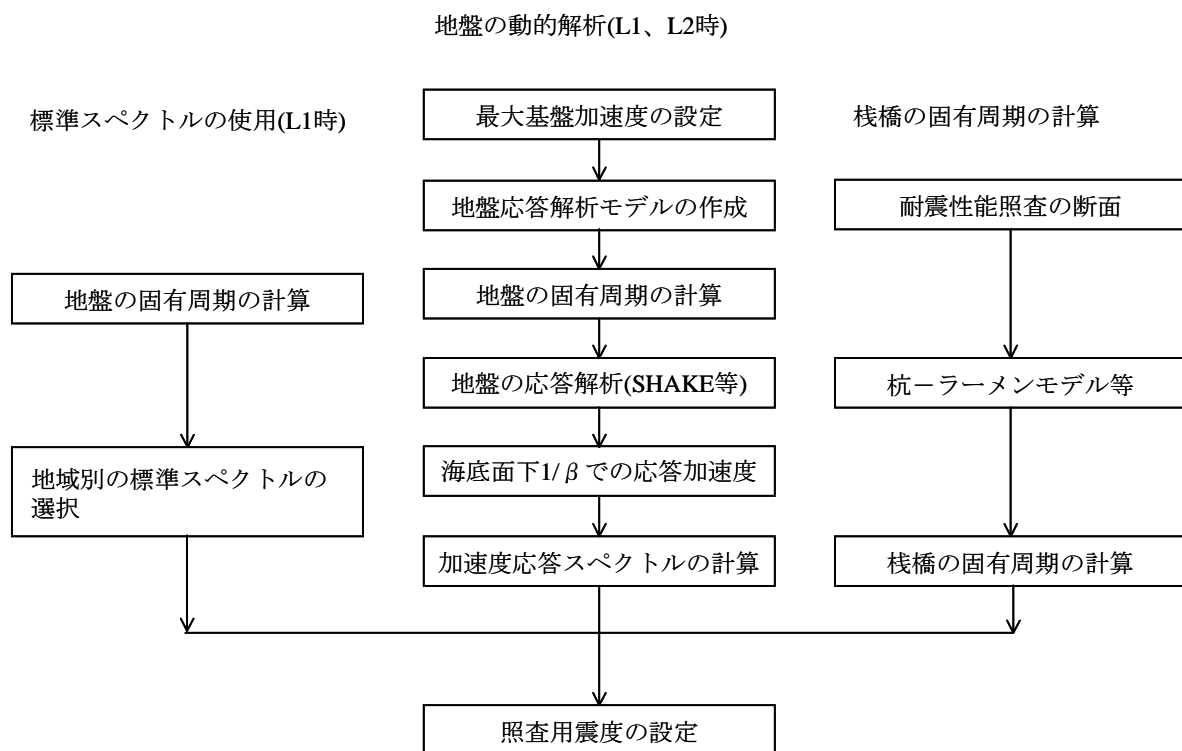 地盤の動的解析(L1、L2時)
標準スペクトルの使用(L1時)
地盤の固有周期の計算
地域別の標準スペクトルの
選択
最大基盤加速度の設定
地盤応答解析モデルの作成
地盤の固有周期の計算
地盤の応答解析(SHAKE等)
海底面下1/βでの応答加速度
加速度応答スペクトルの計算
栈橋の固有周期の計算
耐震性能照査の断面
杭－ラーメンモデル等
栈橋の固有周期の計算
照査用震度の設定